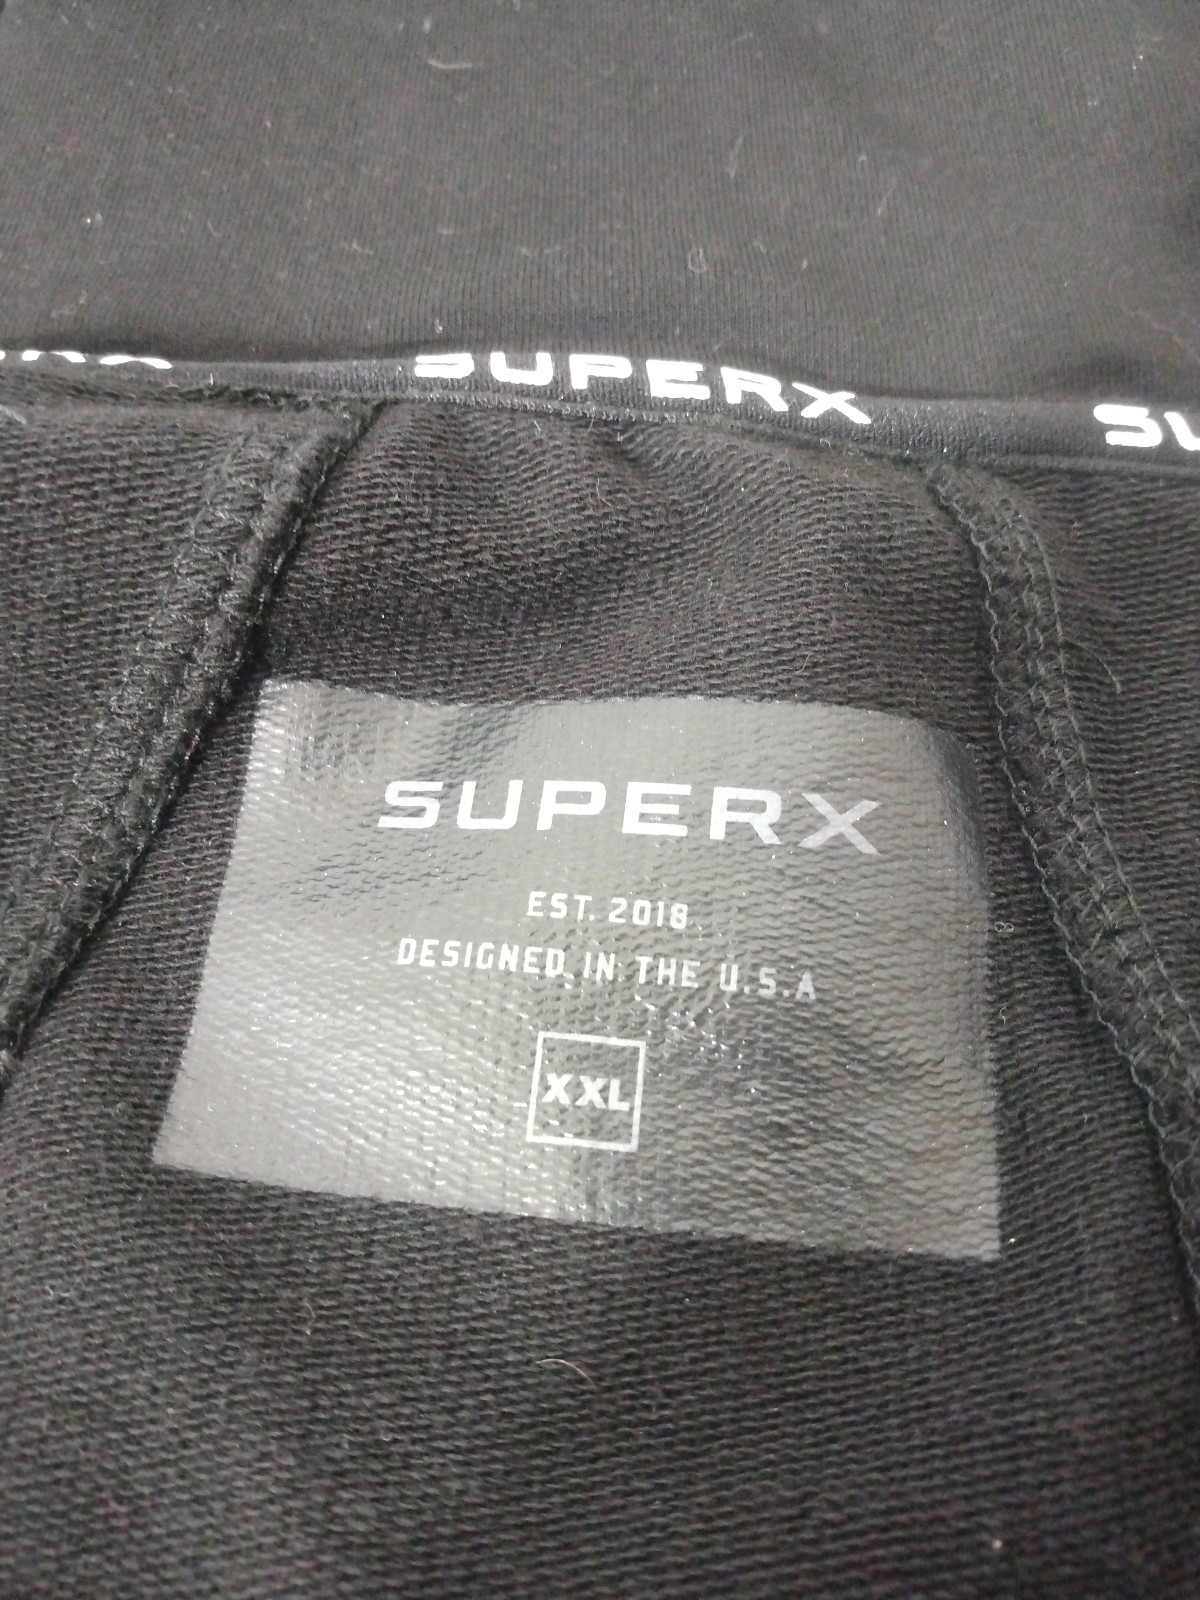 SUPERX
SUPERX
EST. 2018
DESIGNED IN THE U.S.A
XXL